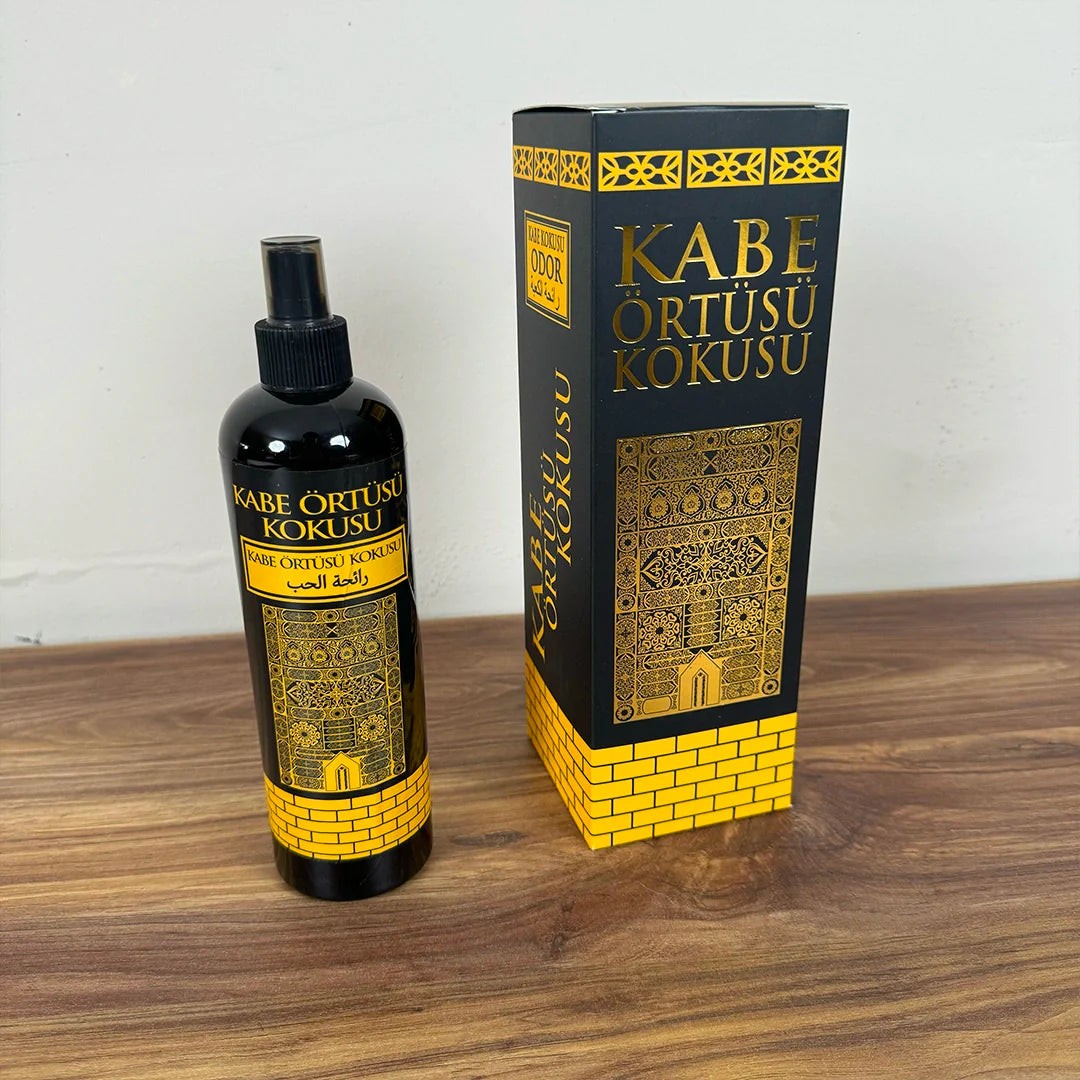 KABE ÖRTÜSÜ
KOKUSU
KABE ÖRTÜSÜ KOKUSU
رائحة الحب
KABE KOKUSU
ODOR
رائحة الكعبة
KABE
ÖRTÜSÜ
KOKUSU
KABE
ÖRTÜSÜ
KOKUSU